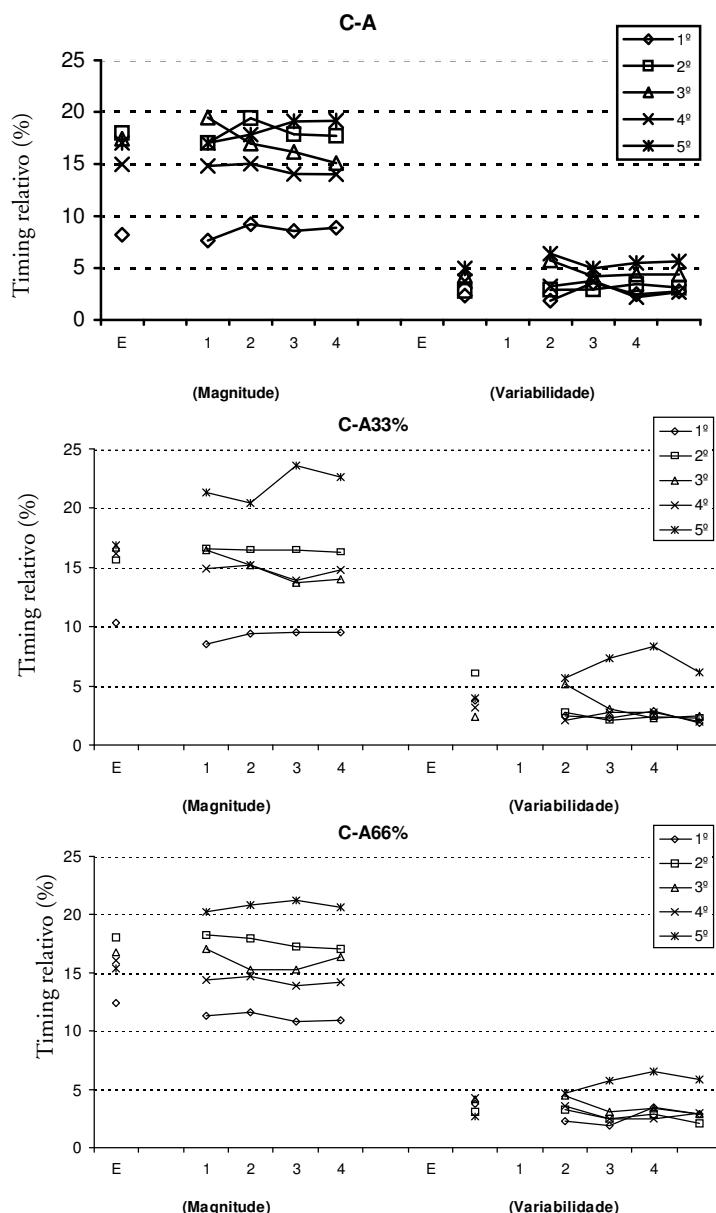 C-A
Timing relativo (%)
25
20
15
10
5
0
1º
2º
3º
4º
5º
E 1 2 3 4 E 1 2 3 4
(Magnitude) (Variabilidade)
C-A33%
Timing relativo (%)
25
20
15
10
5
0
1º
2º
3º
4º
5º
E 1 2 3 4 E 1 2 3 4
(Magnitude) (Variabilidade)
C-A66%
Timing relativo (%)
25
20
15
10
5
0
1º
2º
3º
4º
5º
E 1 2 3 4 E 1 2 3 4
(Magnitude) (Variabilidade)